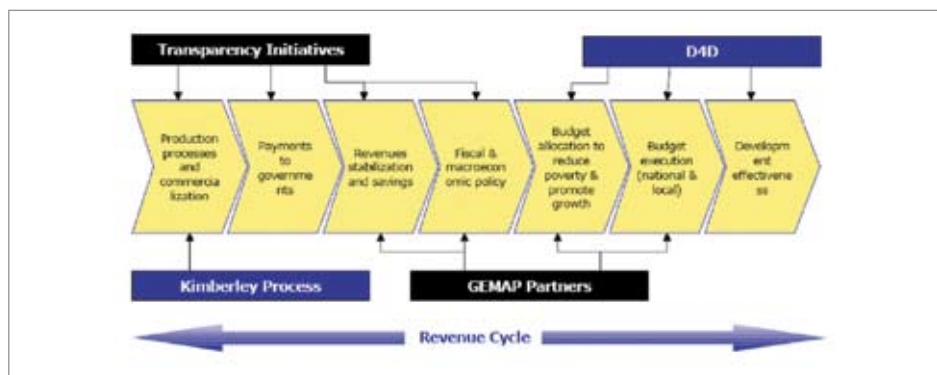 Transparency Initiatives
D4D
Production
processes
and
commercia
lization
Payments
to
governme
nts
Revenues
stabilization
and savings
Fiscal &
macroecon
omic policy
Budget
allocation to
reduce
poverty &
promote
growth
Budget
execution
(national &
local)
Developm
ent
effectivene
ss
Kimberley Process
GEMAP Partners
Revenue Cycle